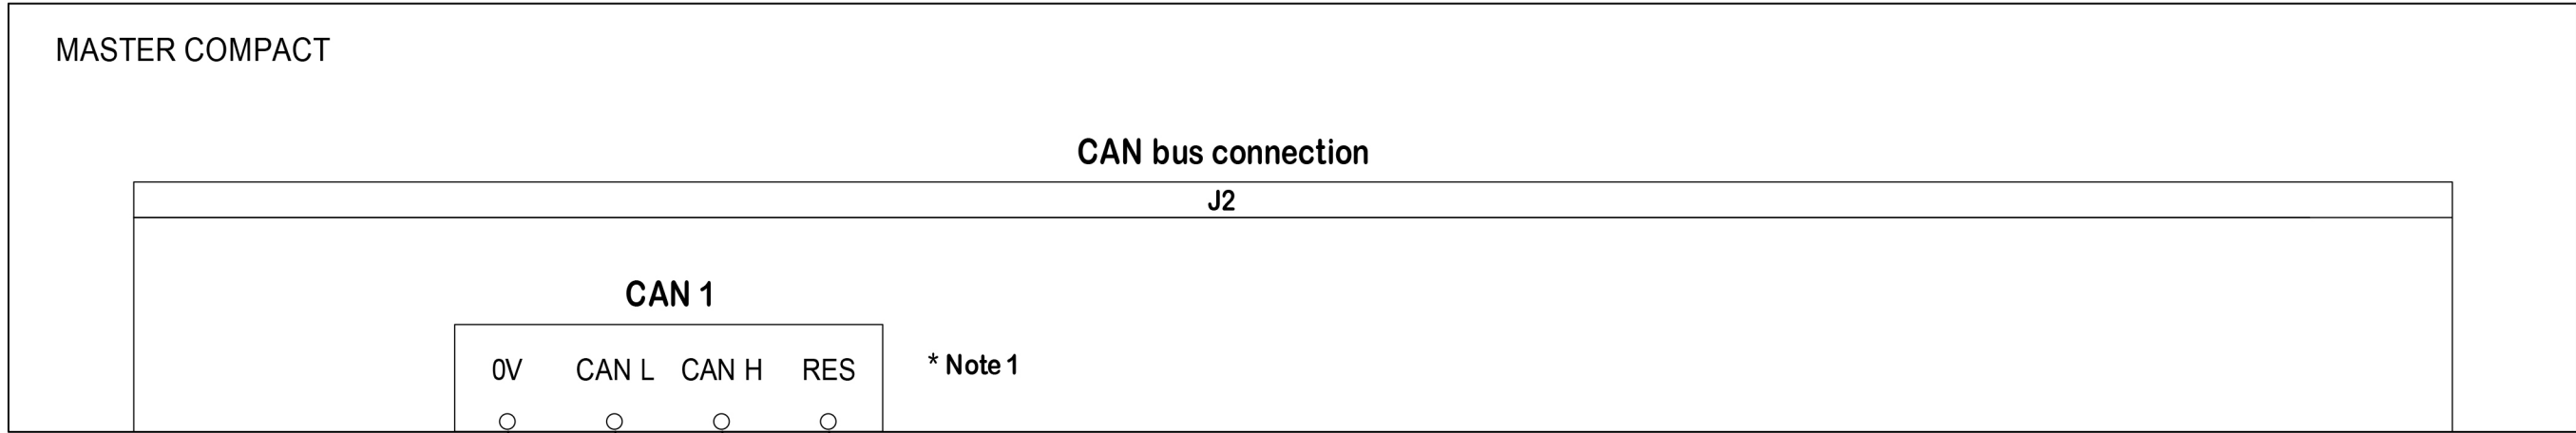 MASTER COMPACT
CAN bus connection
J2
CAN 1
0V CAN L CAN H RES * Note 1